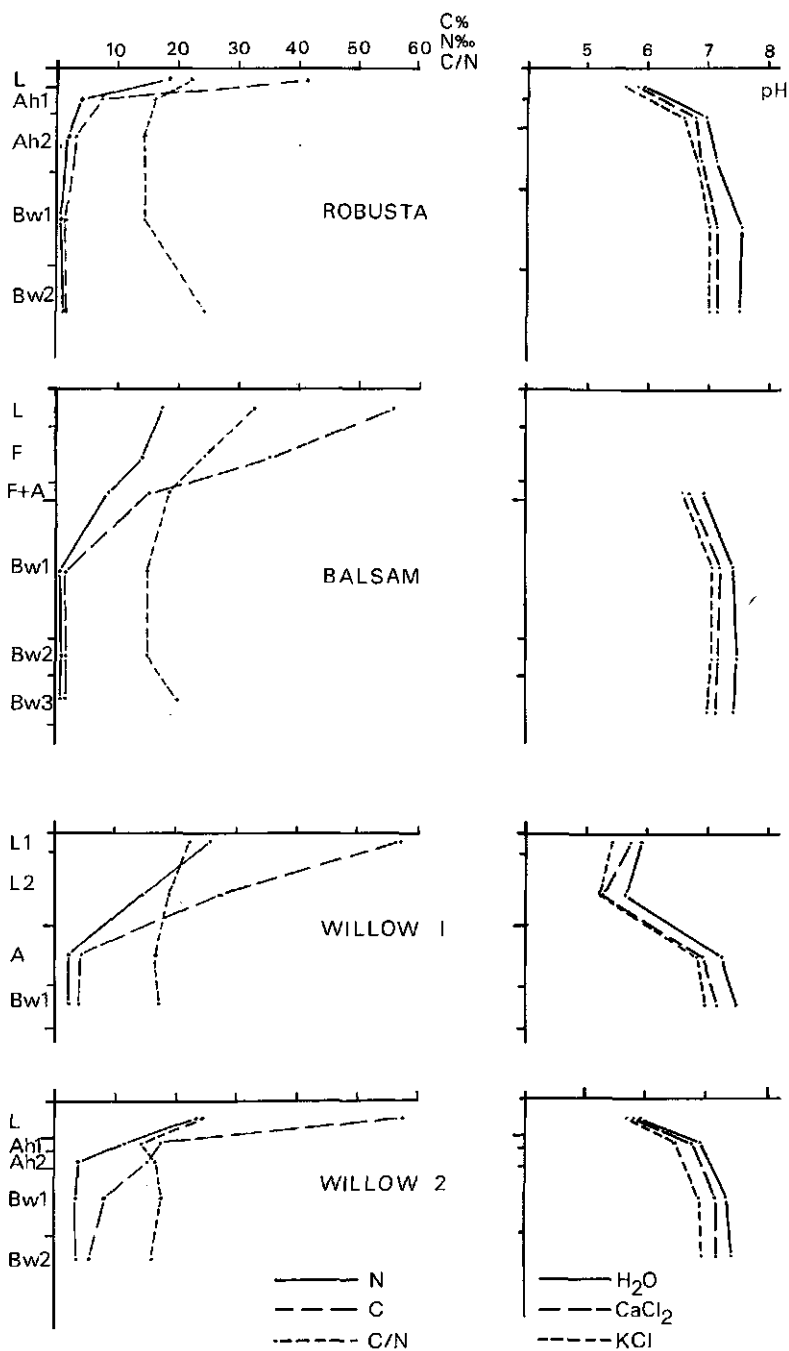 C%
N‰
C/N
10 20 30 40 50 60
5 6 7 8
pH
L
Ah1
Ah2
Bw1
Bw2
ROBUSTA
L
F
F+A
Bw1
Bw2
Bw3
BALSAM
L1
L2
A
Bw1
WILLOW 1
L
Ah1
Ah2
Bw1
Bw2
WILLOW 2
N
C
C/N
H2O
CaCl2
KCl